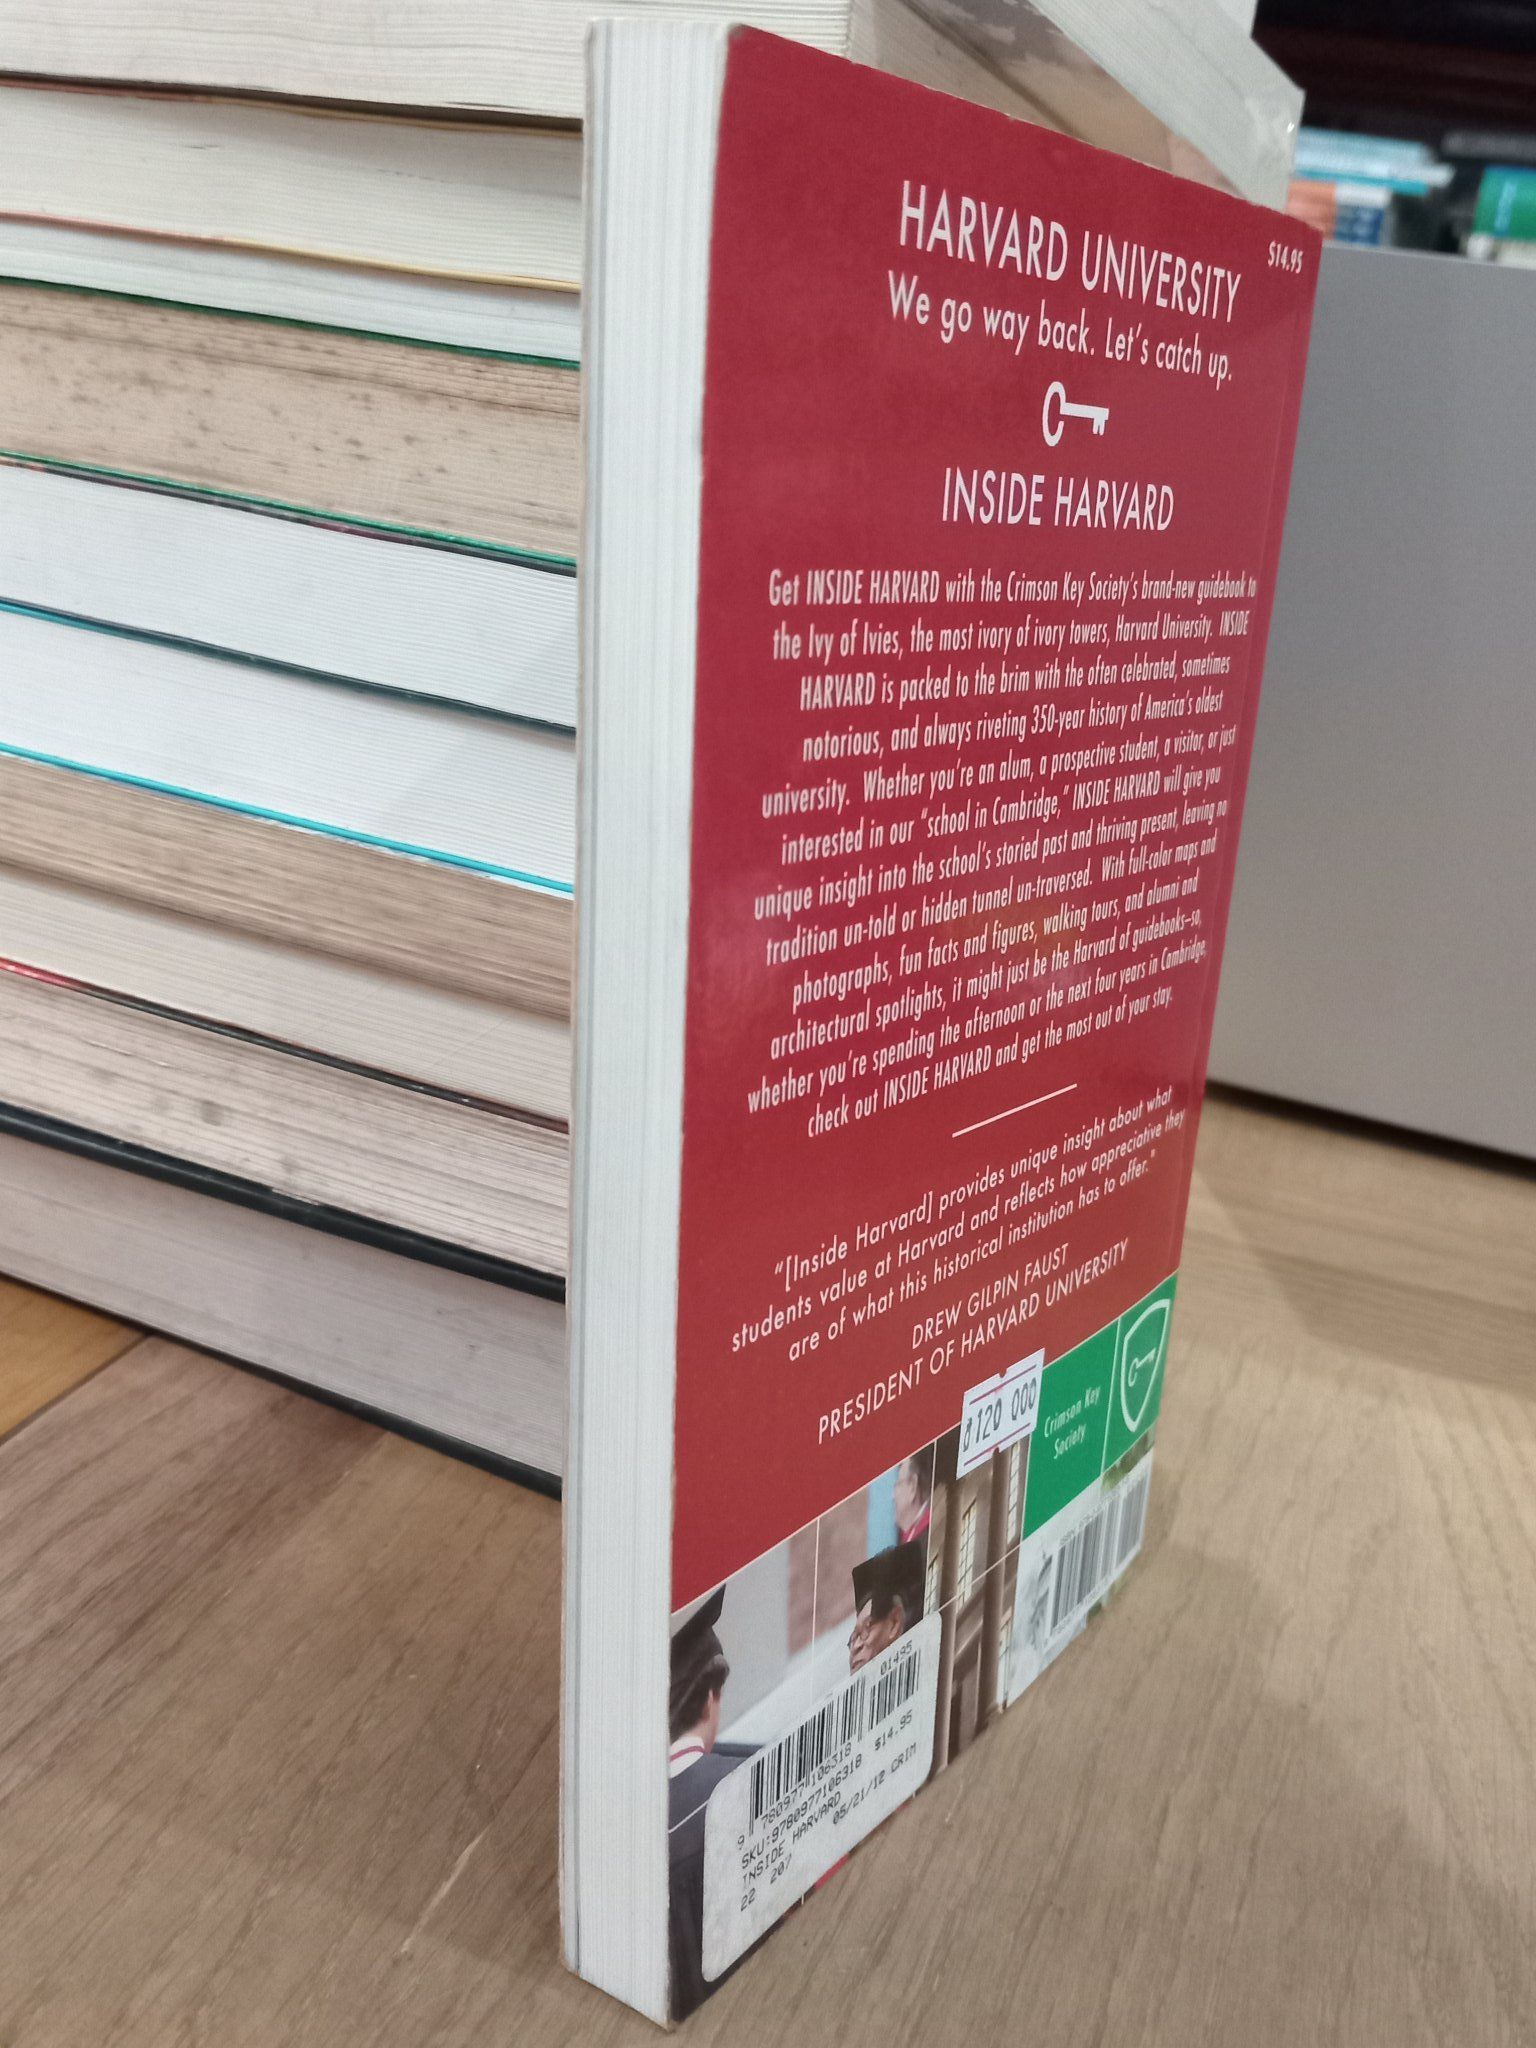 HARVARD UNIVERSITY
$14.95
We go way back. Let's catch up.
INSIDE HARVARD
Get INSIDE HARVARD with the Crimson Key Society's brand-new guidebook to
the Ivy of Ivies, the most ivory of ivory towers, Harvard University. INSIDE
HARVARD is packed to the brim with the often celebrated, sometimes
notorious, and always riveting 350-year history of America's oldest
university. Whether you're an alum, a prospective student, a visitor, or just
interested in our "school in Cambridge," INSIDE HARVARD will give you
unique insight into the school's storied past and thriving present, leaving no
tradition un-told or hidden tunnel un-traversed. With full-color maps and
photographs, fun facts and figures, walking tours, and alumni and
architectural spotlights, it might just be the Harvard of guidebooks—so,
whether you're spending the afternoon or the next four years in Cambridge,
check out INSIDE HARVARD and get the most out of your stay.
"[Inside Harvard] provides unique insight about what
students value at Harvard and reflects how appreciative they
are of what this historical institution has to offer."
DREW GILPIN FAUST
PRESIDENT OF HARVARD UNIVERSITY
120 000
Crimson Key
Society
01495
9 780977 106318
SKU:9780977106318 $14.95
INSIDE HARVARD
22 207 05/21/12 CRIM